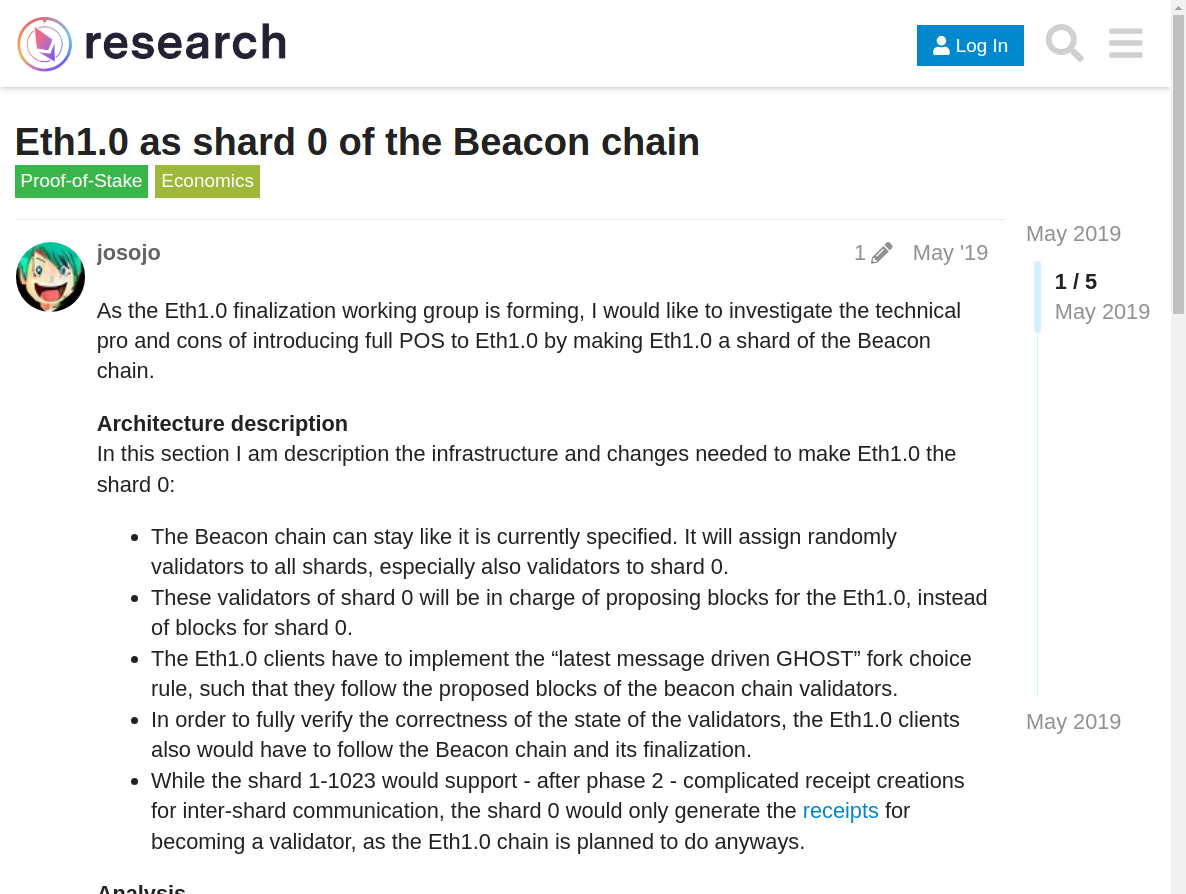 research
Log In
Eth1.0 as shard 0 of the Beacon chain
Proof-of-Stake Economics
josojo
1 May '19
As the Eth1.0 finalization working group is forming, I would like to investigate the technical
pro and cons of introducing full POS to Eth1.0 by making Eth1.0 a shard of the Beacon
chain.
Architecture description
In this section I am description the infrastructure and changes needed to make Eth1.0 the
shard 0:
• The Beacon chain can stay like it is currently specified. It will assign randomly
validators to all shards, especially also validators to shard 0.
• These validators of shard 0 will be in charge of proposing blocks for the Eth1.0, instead
of blocks for shard 0.
• The Eth1.0 clients have to implement the “latest message driven GHOST” fork choice
rule, such that they follow the proposed blocks of the beacon chain validators.
• In order to fully verify the correctness of the state of the validators, the Eth1.0 clients
also would have to follow the Beacon chain and its finalization.
• While the shard 1-1023 would support - after phase 2 - complicated receipt creations
for inter-shard communication, the shard 0 would only generate the receipts for
becoming a validator, as the Eth1.0 chain is planned to do anyways.
Analysis
May 2019
1 / 5
May 2019
May 2019